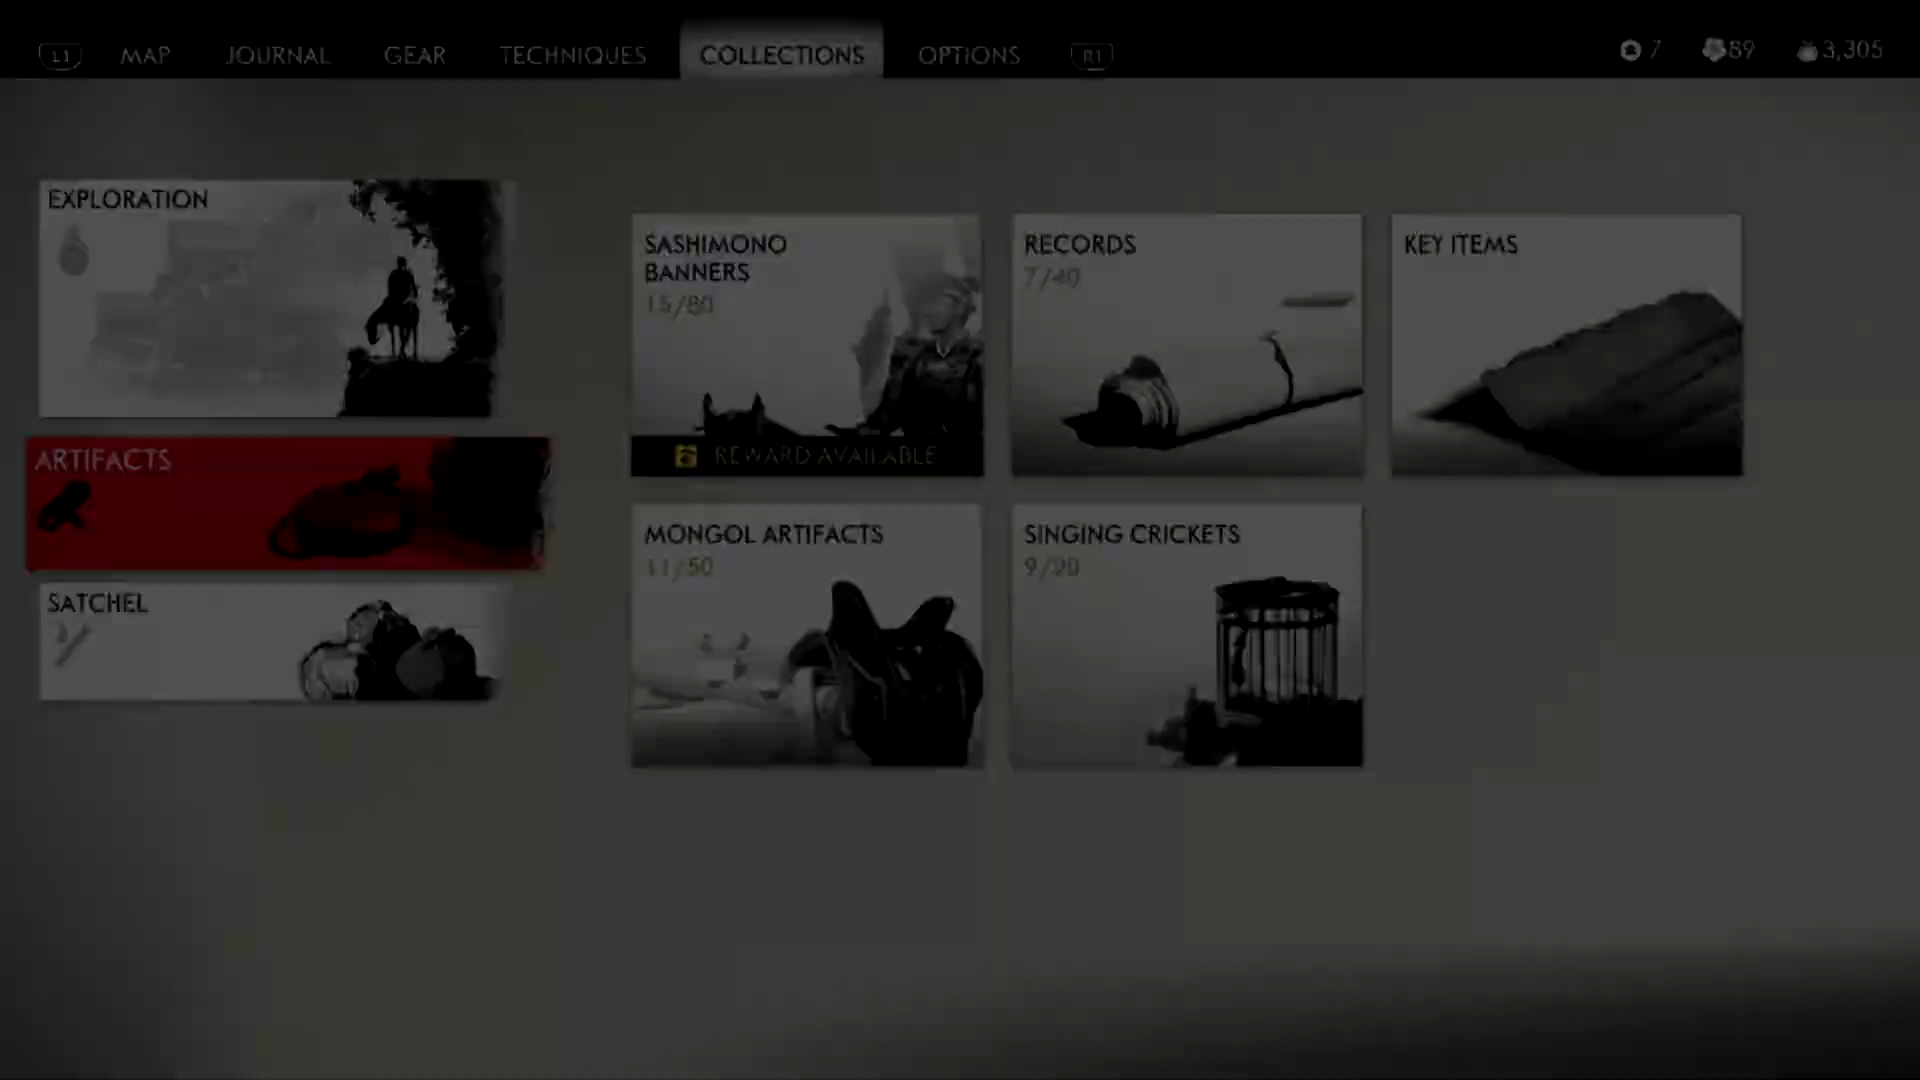 L1 MAP JOURNAL GEAR TECHNIQUES COLLECTIONS OPTIONS R1 7 89 3,305
EXPLORATION
ARTIFACTS
SATCHEL
SASHIMONO
BANNERS
15/80
REWARD AVAILABLE
RECORDS
7/40
KEY ITEMS
MONGOL ARTIFACTS
11/50
SINGING CRICKETS
9/20